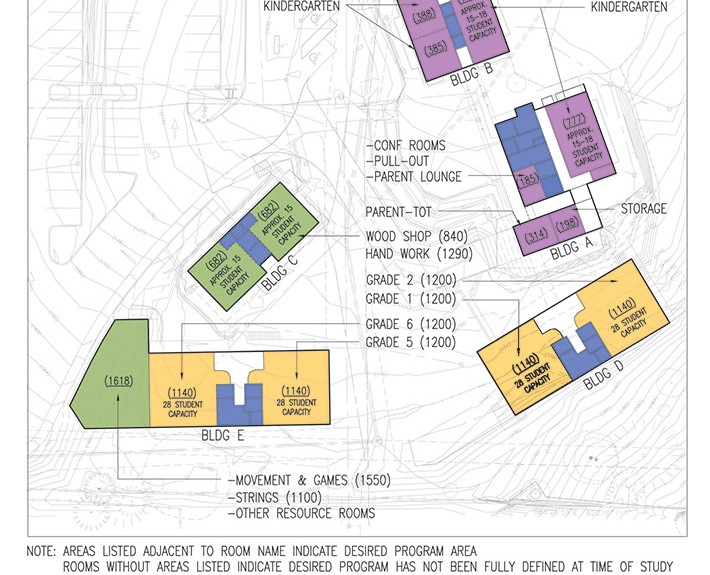 KINDERGARTEN
(388)
(385)
APPROX.
15-18
STUDENT
CAPACITY
BLDG B
KINDERGARTEN
(777)
APPROX.
15-18
STUDENT
CAPACITY
-CONF ROOMS
-PULL-OUT
-PARENT LOUNGE
(185)
PARENT-TOT
STORAGE
(314)
(198)
BLDG A
(682)
APPROX. 15
STUDENT
CAPACITY
(682)
APPROX. 15
STUDENT
CAPACITY
BLDG C
WOOD SHOP (840)
HAND WORK (1290)
GRADE 2 (1200)
GRADE 1 (1200)
GRADE 6 (1200)
GRADE 5 (1200)
(1140)
28 STUDENT
CAPACITY
(1140)
28 STUDENT
CAPACITY
BLDG D
(1618)
(1140)
28 STUDENT
CAPACITY
(1140)
28 STUDENT
CAPACITY
BLDG E
-MOVEMENT & GAMES (1550)
-STRINGS (1100)
-OTHER RESOURCE ROOMS
NOTE: AREAS LISTED ADJACENT TO ROOM NAME INDICATE DESIRED PROGRAM AREA
ROOMS WITHOUT AREAS LISTED INDICATE DESIRED PROGRAM HAS NOT BEEN FULLY DEFINED AT TIME OF STUDY